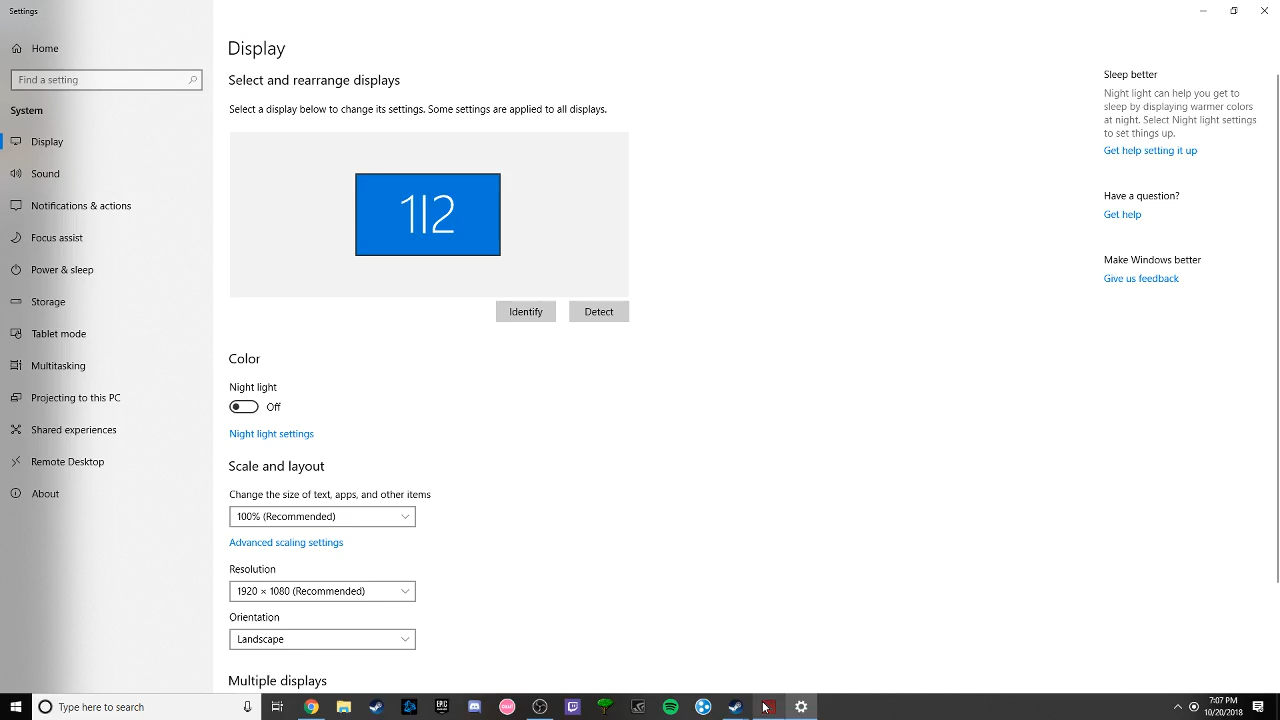 Settings
Home
Find a setting
System
Display
Sound
Notifications & actions
Focus assist
Power & sleep
Storage
Tablet mode
Multitasking
Projecting to this PC
Shared experiences
Remote Desktop
About
Display
Select and rearrange displays
Select a display below to change its settings. Some settings are applied to all displays.
1|2
Identify
Detect
Color
Night light
Off
Night light settings
Scale and layout
Change the size of text, apps, and other items
100% (Recommended)
Advanced scaling settings
Resolution
1920 × 1080 (Recommended)
Orientation
Landscape
Multiple displays
Sleep better
Night light can help you get to
sleep by displaying warmer colors
at night. Select Night light settings
to set things up.
Get help setting it up
Have a question?
Get help
Make Windows better
Give us feedback
Type here to search
EPIC
GAMES
osu!
7:07 PM
10/20/2018